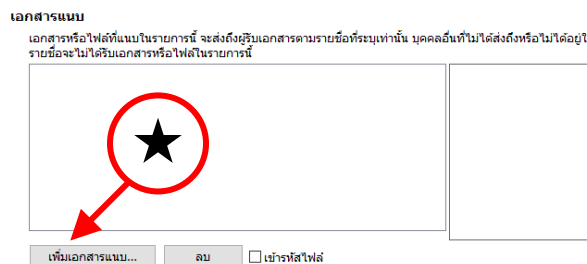 เอกสารแนบ
เอกสารหรือไฟล์ที่แนบในรายการนี้ จะส่งถึงผู้รับเอกสารตามรายชื่อที่ระบุเท่านั้น บุคคลอื่นที่ไม่ได้ส่งถึงหรือไม่ได้อยู่ใ
รายชื่อจะไม่ได้รับเอกสารหรือไฟล์ในรายการนี้
เพิ่มเอกสารแนบ... ลบ เข้ารหัสไฟล์